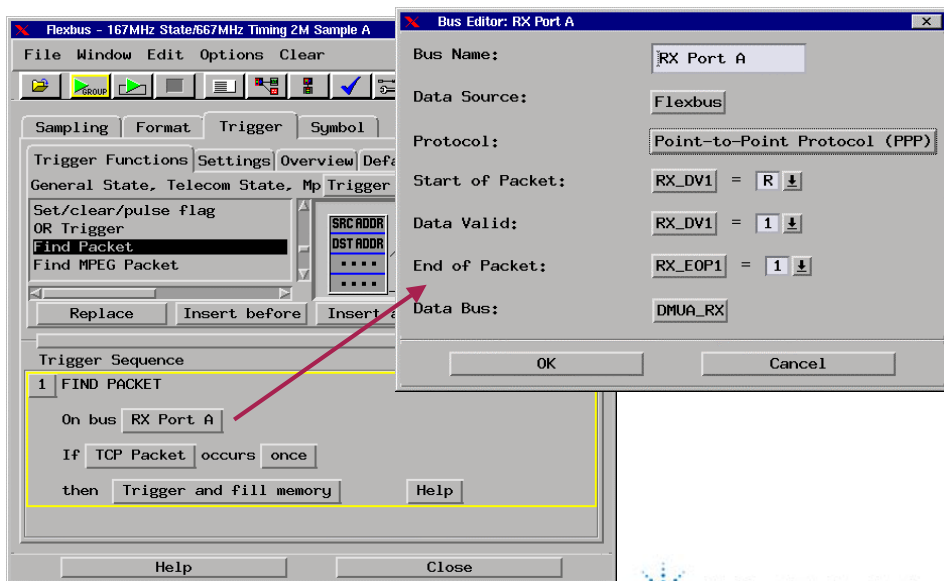 Flexbus - 167MHz State/667MHz Timing 2M Sample A
File Window Edit Options Clear
GROUP
Sampling Format Trigger Symbol
Trigger Functions Settings Overview Defa
General State, Telecom State, Mp Trigger
Set/clear/pulse flag
OR Trigger
Find Packet
Find MPEG Packet
SRC ADDR
DST ADDR
Replace Insert before Insert a
Trigger Sequence
1 FIND PACKET
On bus RX Port A
If TCP Packet occurs once
then Trigger and fill memory Help
Help Close
Bus Editor: RX Port A
Bus Name: RX Port A
Data Source: Flexbus
Protocol: Point-to-Point Protocol (PPP)
Start of Packet: RX_DV1 = R
Data Valid: RX_DV1 = 1
End of Packet: RX_EOP1 = 1
Data Bus: DMUA_RX
OK Cancel